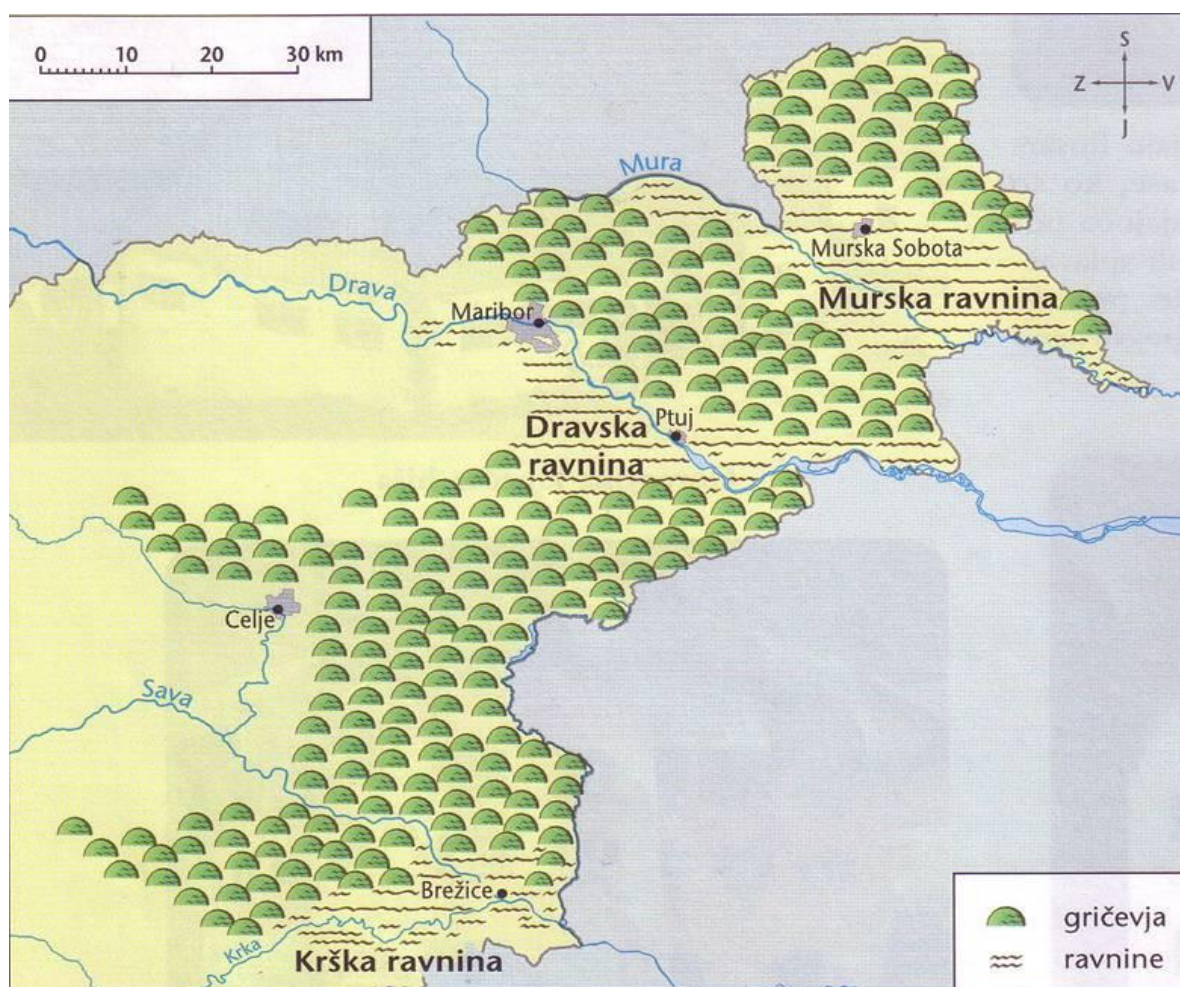 0 10 20 30 km
S
Z V
J
Mura
Murska Sobota
Drava
Maribor
Murska ravnina
Ptuj
Dravska
ravnina
Celje
Sava
Brežice
Krka
Krška ravnina
gričevja
ravnine